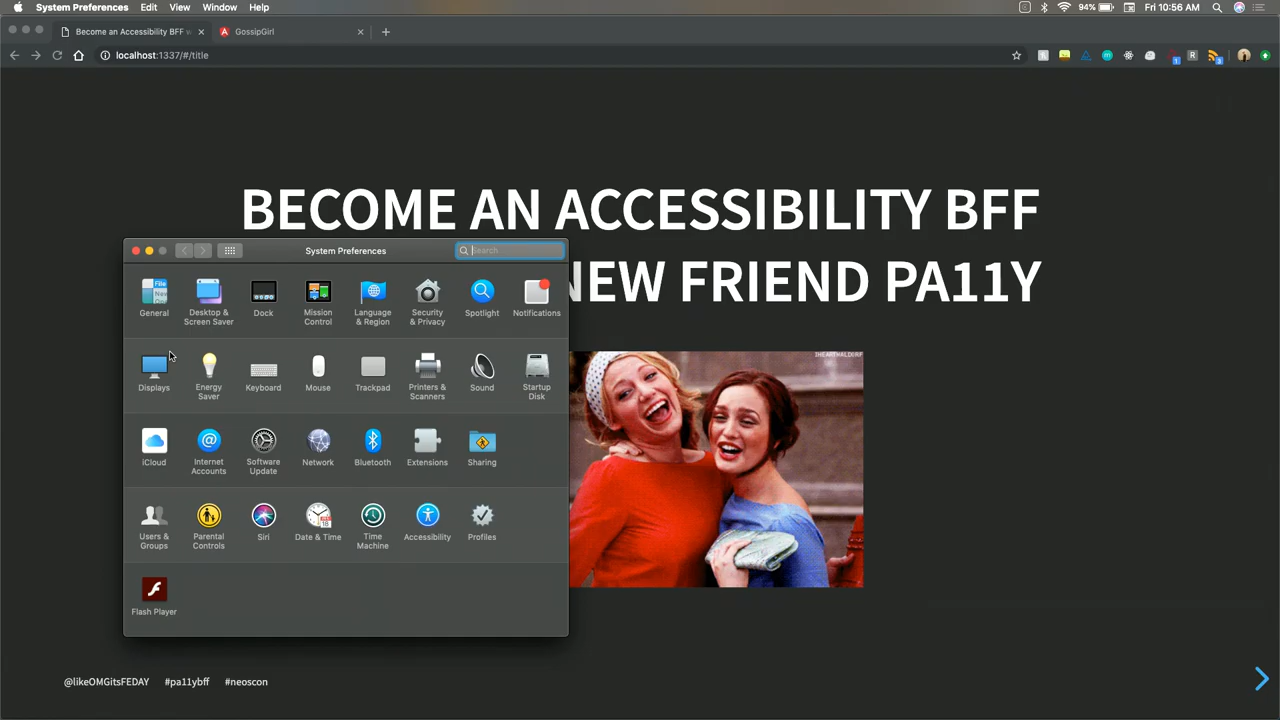 System Preferences Edit View Window Help
94% Fri 10:56 AM
Become an Accessibility BFF w
GossipGirl
localhost:1337/#/title
BECOME AN ACCESSIBILITY BFF
NEW FRIEND PA11Y
IHEARTWALDORF
System Preferences
Search
General
Desktop &
Screen Saver
Dock
Mission
Control
Language
& Region
Security
& Privacy
Spotlight
Notifications
Displays
Energy
Saver
Keyboard
Mouse
Trackpad
Printers &
Scanners
Sound
Startup
Disk
iCloud
Internet
Accounts
Software
Update
Network
Bluetooth
Extensions
Sharing
Users &
Groups
Parental
Controls
Siri
Date & Time
Time
Machine
Accessibility
Profiles
Flash Player
@likeOMGitsFEDAY #pa11ybff #neoscon